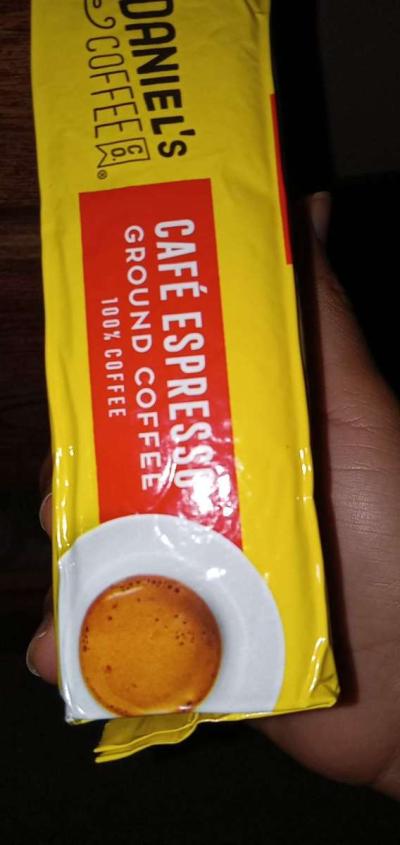 DANIEL'S
COFFEE CO.®
CAFÉ ESPRESSO
GROUND COFFEE
100% COFFEE